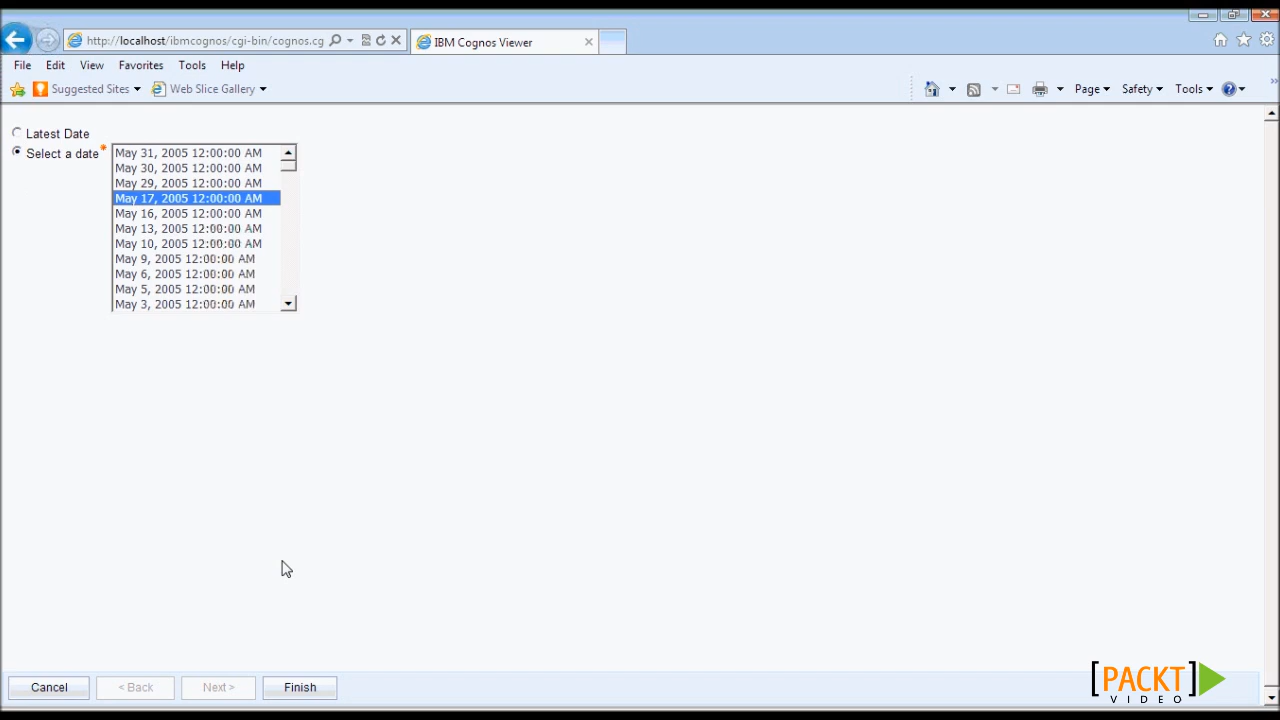 http://localhost/ibmcognos/cgi-bin/cognos.cg
IBM Cognos Viewer
File Edit View Favorites Tools Help
Suggested Sites Web Slice Gallery Page Safety Tools
Latest Date
Select a date*
May 31, 2005 12:00:00 AM
May 30, 2005 12:00:00 AM
May 29, 2005 12:00:00 AM
May 17, 2005 12:00:00 AM
May 16, 2005 12:00:00 AM
May 13, 2005 12:00:00 AM
May 10, 2005 12:00:00 AM
May 9, 2005 12:00:00 AM
May 6, 2005 12:00:00 AM
May 5, 2005 12:00:00 AM
May 3, 2005 12:00:00 AM
Cancel < Back Next > Finish
[PACKT]
VIDEO